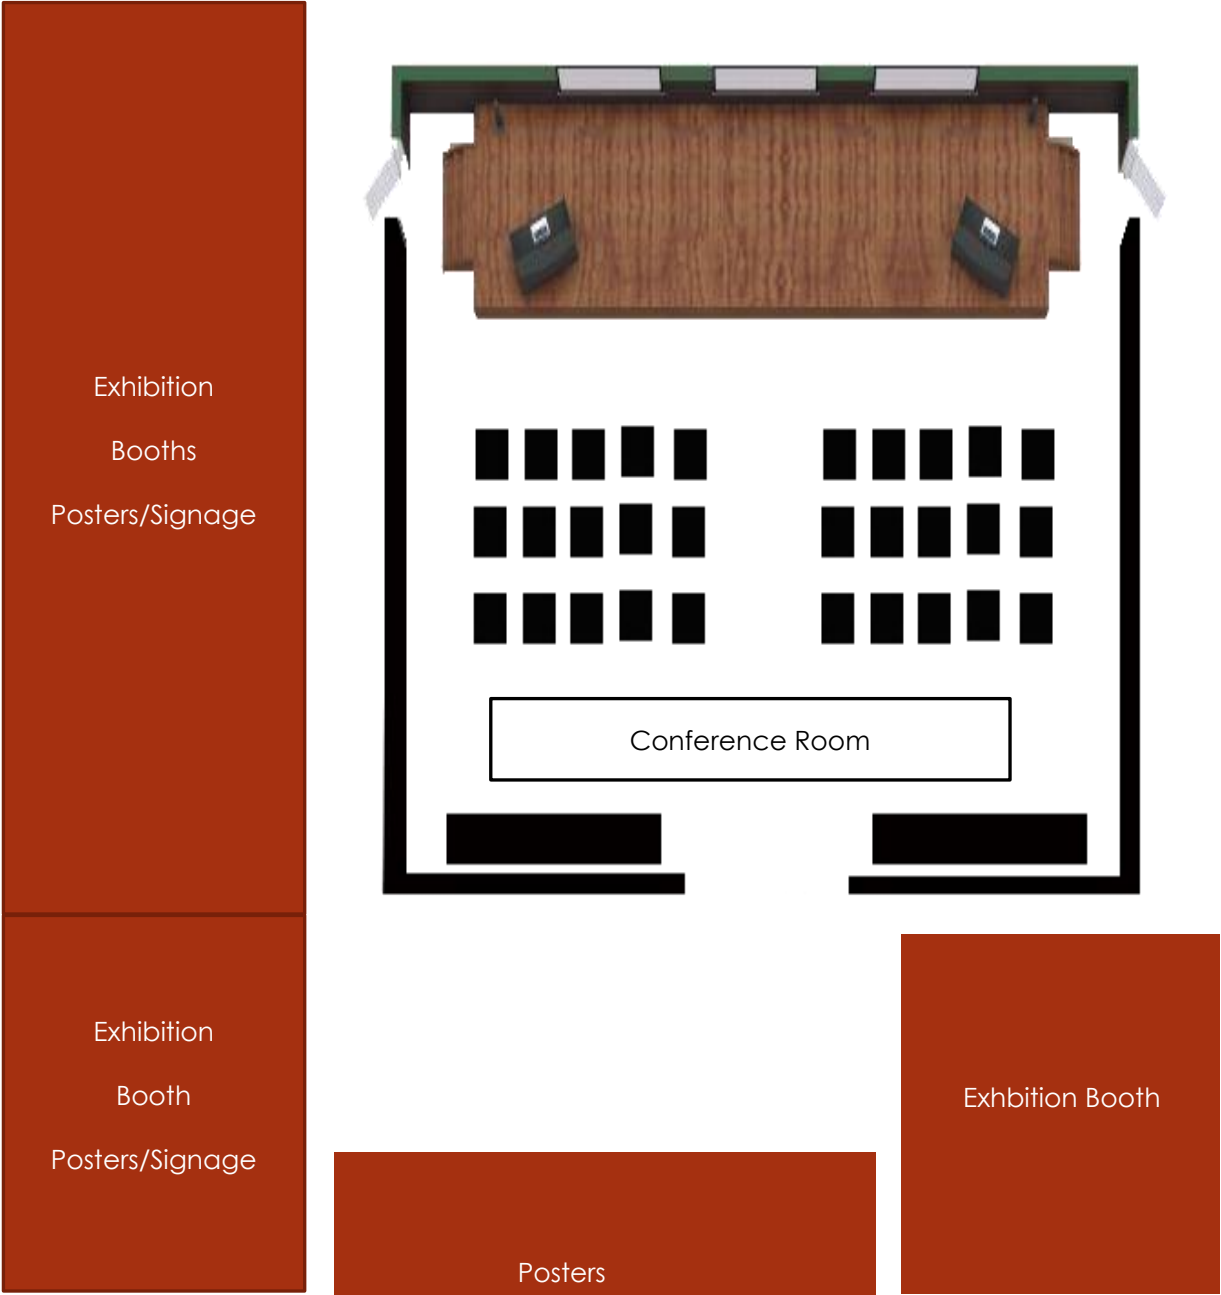 Exhibition
Booths
Posters/Signage
Conference Room
Exhibition
Booth
Posters/Signage
Exhbition Booth
Posters